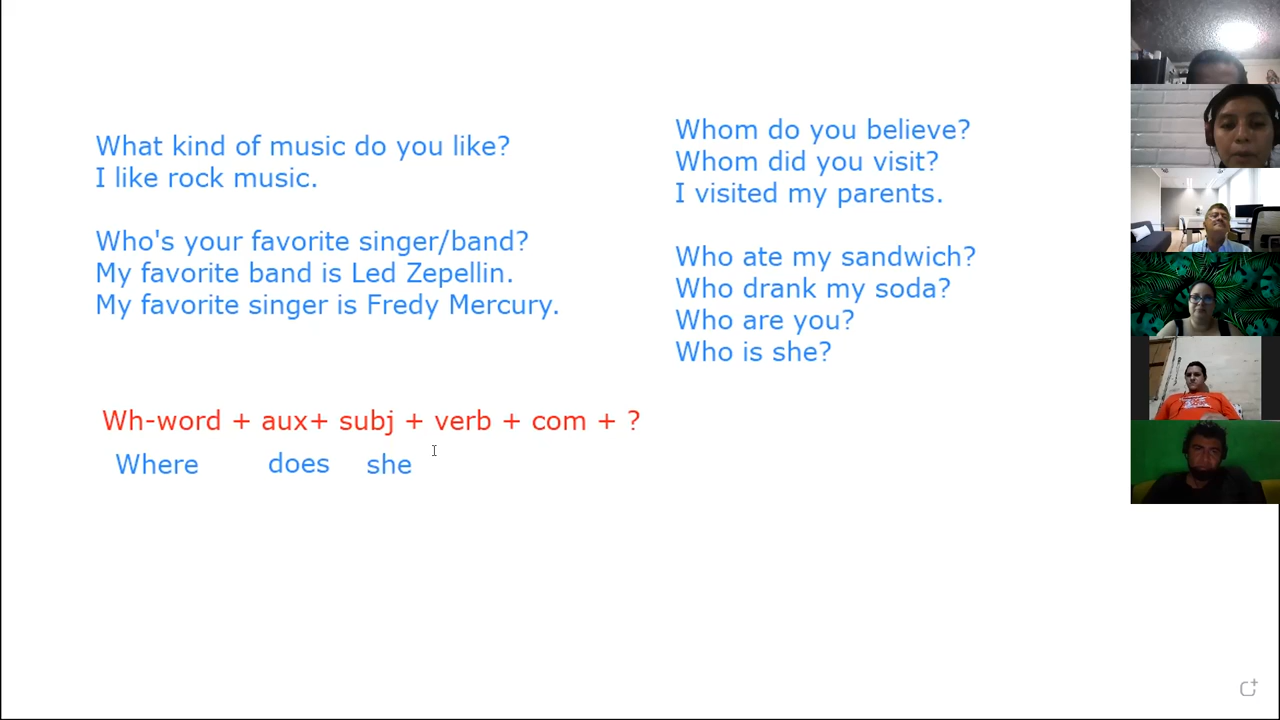 What kind of music do you like?
I like rock music.
Who's your favorite singer/band?
My favorite band is Led Zepellin.
My favorite singer is Fredy Mercury.
Whom do you believe?
Whom did you visit?
I visited my parents.
Who ate my sandwich?
Who drank my soda?
Who are you?
Who is she?
Wh-word + aux+ subj + verb + com + ?
Where does she